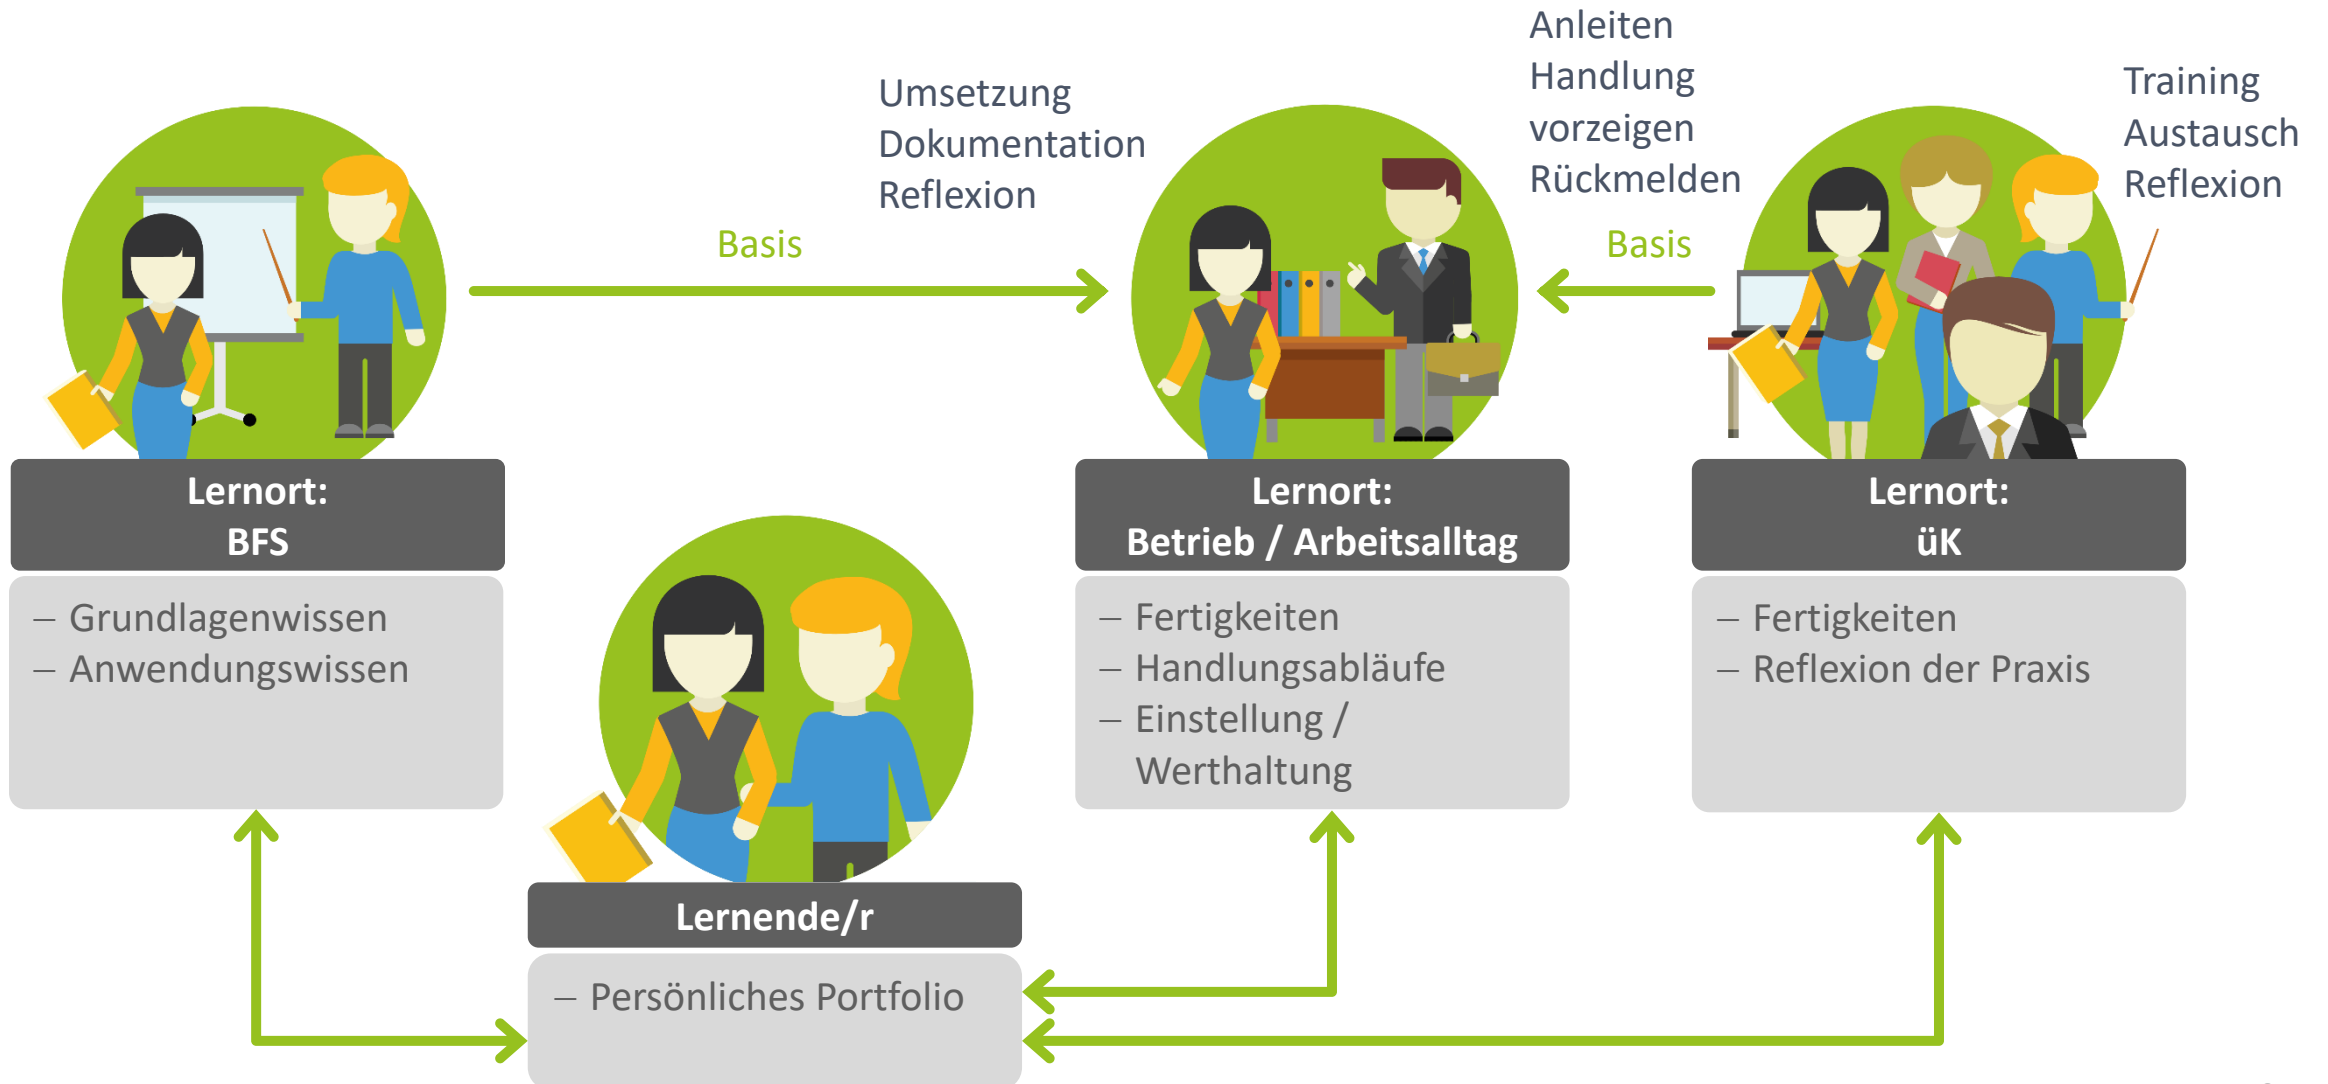 Umsetzung
Dokumentation
Reflexion
Anleiten
Handlung
vorzeigen
Rückmelden
Training
Austausch
Reflexion
Basis
Basis
Lernort:
BFS
– Grundlagenwissen
– Anwendungswissen
Lernort:
Betrieb / Arbeitsalltag
– Fertigkeiten
– Handlungsabläufe
– Einstellung /
Werthaltung
Lernort:
üK
– Fertigkeiten
– Reflexion der Praxis
Lernende/r
– Persönliches Portfolio